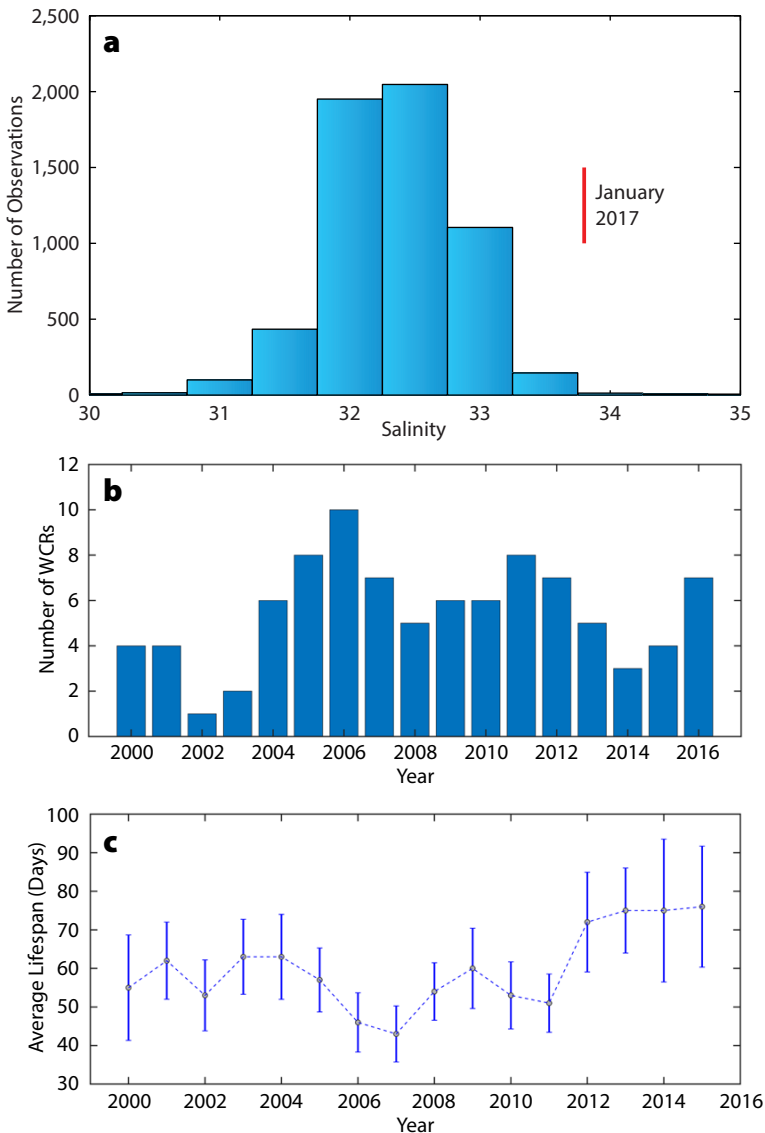 a
2,500
2,000
1,500
1,000
500
0
Number of Observations
January
2017
30 31 32 33 34 35
Salinity
b
12
10
8
6
4
2
0
Number of WCRs
2000 2002 2004 2006 2008 2010 2012 2014 2016
Year
c
100
90
80
70
60
50
40
30
Average Lifespan (Days)
2000 2002 2004 2006 2008 2010 2012 2014 2016
Year